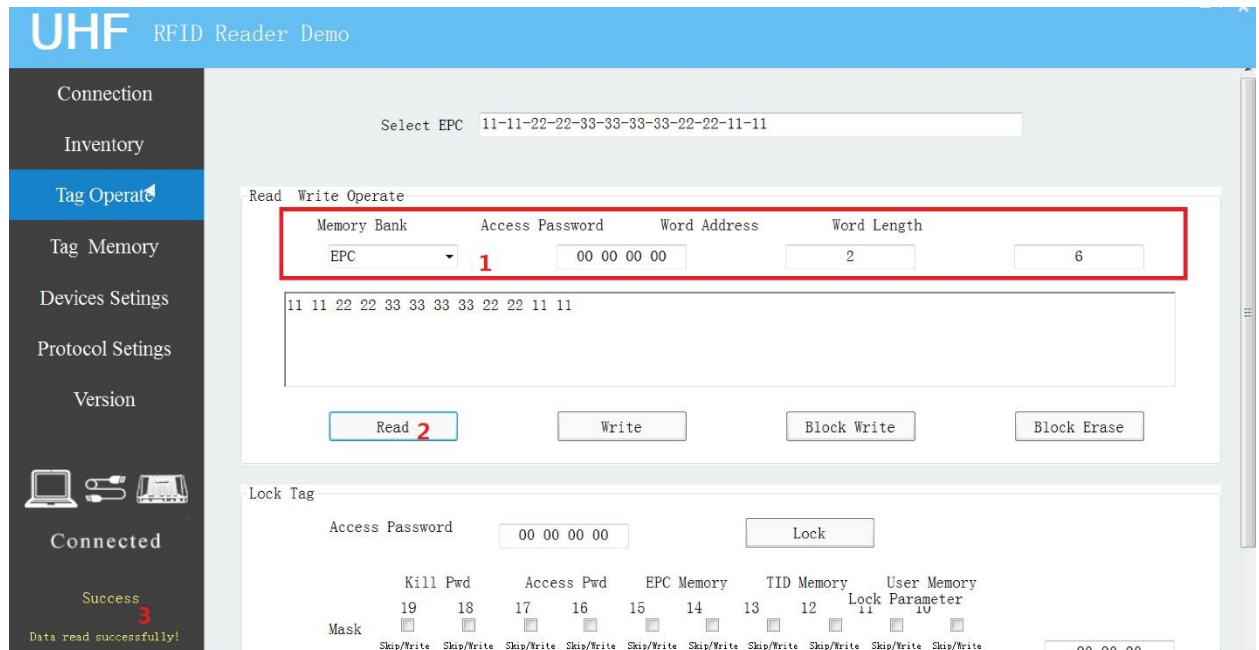 UHF RFID Reader Demo
Connection
Inventory
Tag Operate
Tag Memory
Devices Setings
Protocol Setings
Version
Connected
Success
3
Data read successfully!
Select EPC 11-11-22-22-33-33-33-33-22-22-11-11
Read Write Operate
Memory Bank Access Password Word Address Word Length
EPC 1 00 00 00 00 2 6
11 11 22 22 33 33 33 33 22 22 11 11
Read 2 Write Block Write Block Erase
Lock Tag
Access Password 00 00 00 00 Lock
Kill Pwd Access Pwd EPC Memory TID Memory User Memory
Lock Parameter
19 18 17 16 15 14 13 12 11 10
Mask
Skip/Write Skip/Write Skip/Write Skip/Write Skip/Write Skip/Write Skip/Write Skip/Write Skip/Write Skip/Write
00 00 00